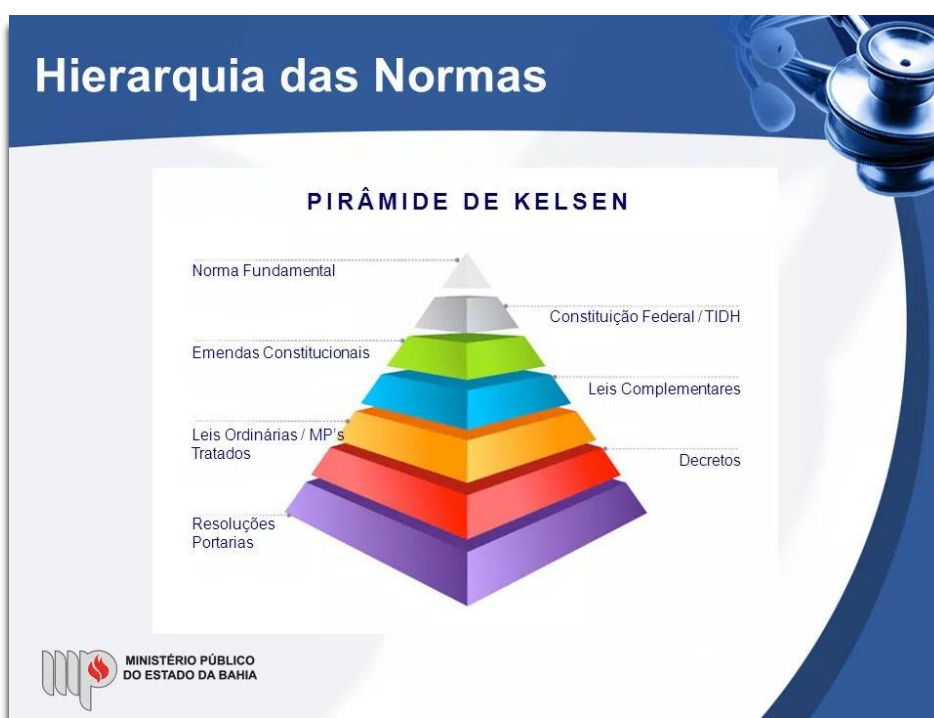 Hierarquia das Normas
PIRÂMIDE DE KELSEN
Norma Fundamental
Constituição Federal / TIDH
Emendas Constitucionais
Leis Complementares
Leis Ordinárias / MP's
Tratados
Decretos
Resoluções
Portarias
mp
MINISTÉRIO PÚBLICO
DO ESTADO DA BAHIA